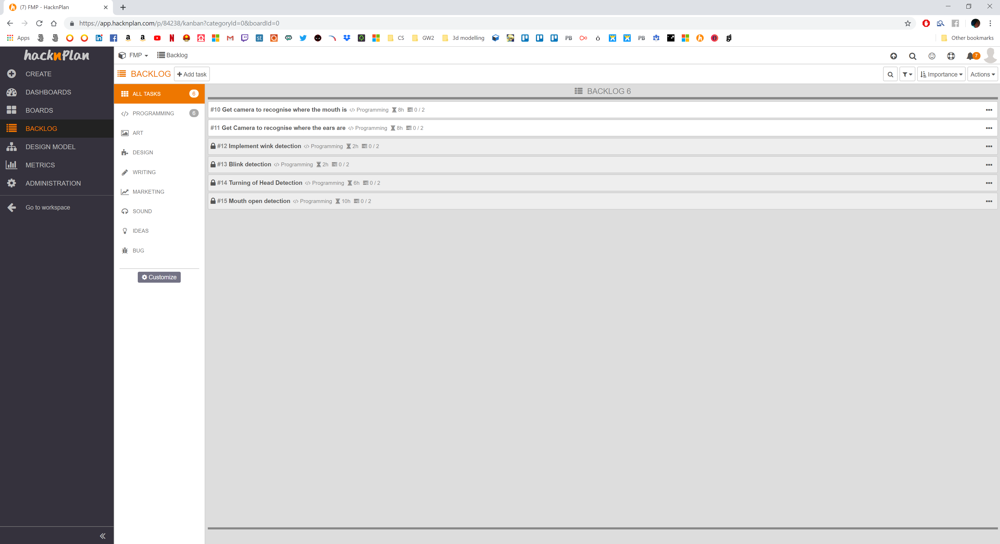 (7) FMP - HacknPlan
https://app.hacknplan.com/p/84238/kanban?categoryId=0&boardId=0
Apps
CS
GW2
3d modelling
Other bookmarks
hacknPlan
FMP
Backlog
7
CREATE
DASHBOARDS
BOARDS
BACKLOG
DESIGN MODEL
METRICS
ADMINISTRATION
Go to workspace
BACKLOG
Add task
Importance
Actions
ALL TASKS 6
PROGRAMMING 6
ART
DESIGN
WRITING
MARKETING
SOUND
IDEAS
BUG
Customize
BACKLOG 6
#10 Get camera to recognise where the mouth is </> Programming 8h 0 / 2
#11 Get Camera to recognise where the ears are </> Programming 8h 0 / 2
#12 Implement wink detection </> Programming 2h 0 / 2
#13 Blink detection </> Programming 2h 0 / 2
#14 Turning of Head Detection </> Programming 6h 0 / 2
#15 Mouth open detection </> Programming 10h 0 / 2